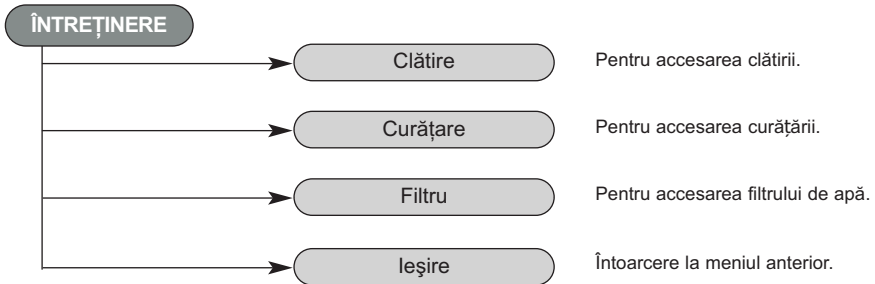 ÎNTREȚINERE
Clătire Pentru accesarea clătirii.
Curățare Pentru accesarea curățării.
Filtru Pentru accesarea filtrului de apă.
Ieşire Întoarcere la meniul anterior.